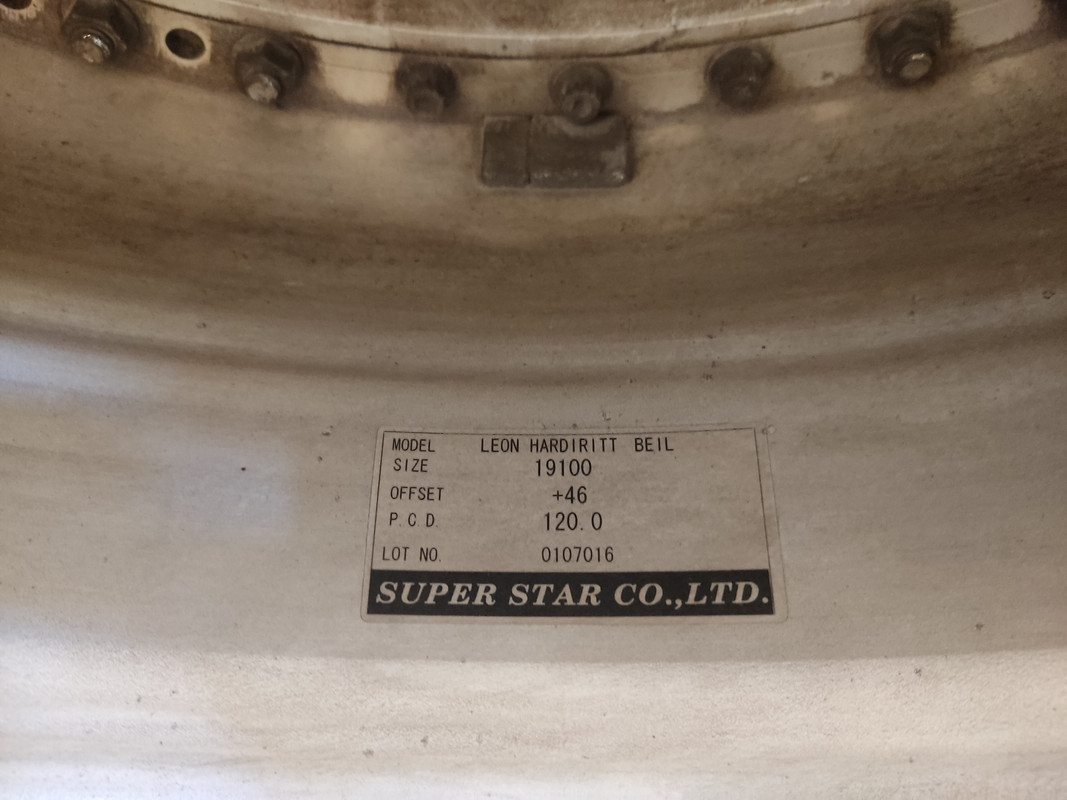 MODEL LEON HARDIRITT BEIL
SIZE 19100
OFFSET +46
P.C.D. 120.0
LOT NO. 0107016
SUPER STAR CO.,LTD.